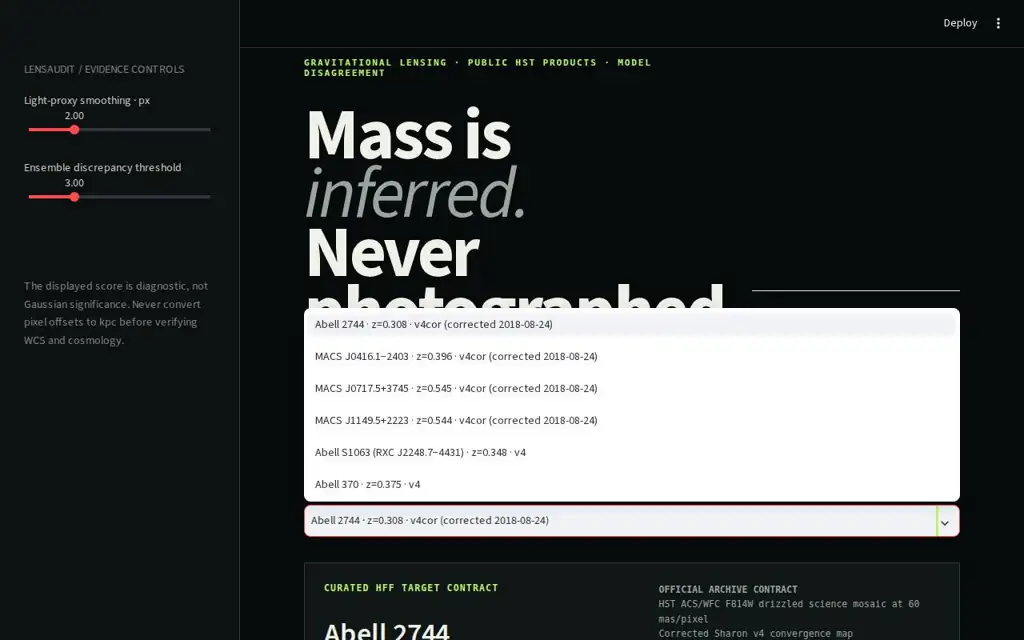 Deploy
LENSAUDIT / EVIDENCE CONTROLS
Light-proxy smoothing · px
2.00
Ensemble discrepancy threshold
3.00
The displayed score is diagnostic, not
Gaussian significance. Never convert
pixel offsets to kpc before verifying
WCS and cosmology.
GRAVITATIONAL LENSING · PUBLIC HST PRODUCTS · MODEL
DISAGREEMENT
Mass is
inferred.
Never
photographed
Abell 2744 · z=0.308 · v4cor (corrected 2018-08-24)
MACS J0416.1−2403 · z=0.396 · v4cor (corrected 2018-08-24)
MACS J0717.5+3745 · z=0.545 · v4cor (corrected 2018-08-24)
MACS J1149.5+2223 · z=0.544 · v4cor (corrected 2018-08-24)
Abell S1063 (RXC J2248.7−4431) · z=0.348 · v4
Abell 370 · z=0.375 · v4
Abell 2744 · z=0.308 · v4cor (corrected 2018-08-24)
CURATED HFF TARGET CONTRACT
Abell 2744
OFFICIAL ARCHIVE CONTRACT
HST ACS/WFC F814W drizzled science mosaic at 60
mas/pixel
Corrected Sharon v4 convergence map